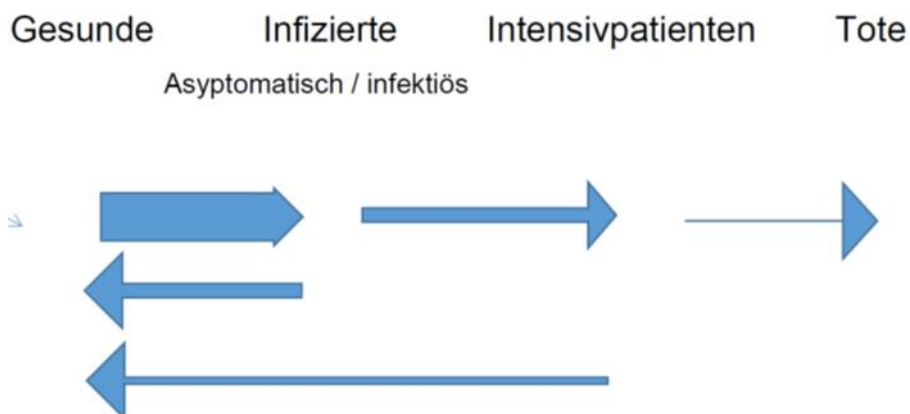 Gesunde Infizierte Intensivpatienten Tote
Asyptomatisch / infektiös